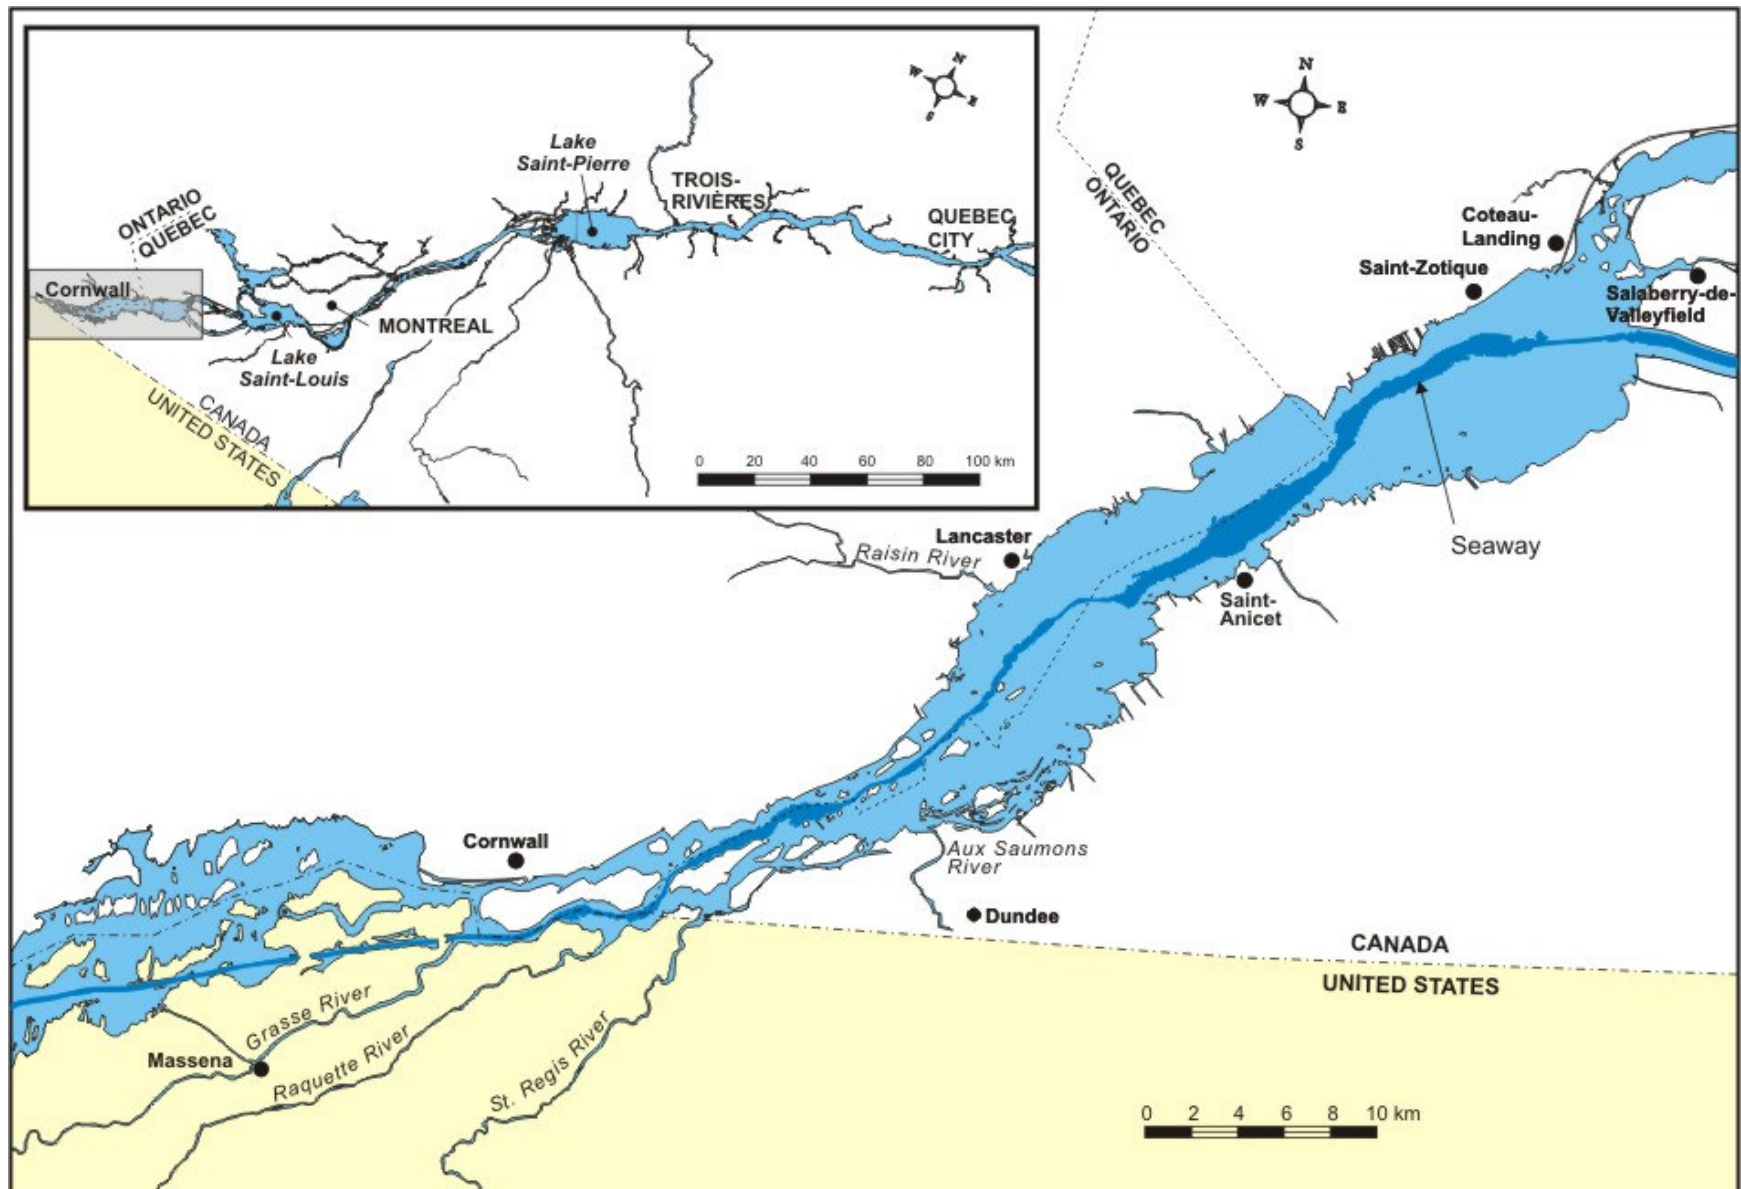 N
W
E
S
Lake
Saint-Pierre
TROIS-
RIVIÈRES
ONTARIO
QUEBEC
QUEBEC
CITY
Cornwall
MONTREAL
Lake
Saint-Louis
CANADA
UNITED STATES
0 20 40 60 80 100 km
N
W
E
S
QUEBEC
ONTARIO
Coteau-
Landing
Saint-Zotique
Salaberry-de-
Valleyfield
Seaway
Lancaster
Raisin River
Saint-
Anicet
Cornwall
Aux Saumons
River
Dundee
CANADA
UNITED STATES
Grasse River
Massena
Raquette River
St. Regis River
0 2 4 6 8 10 km